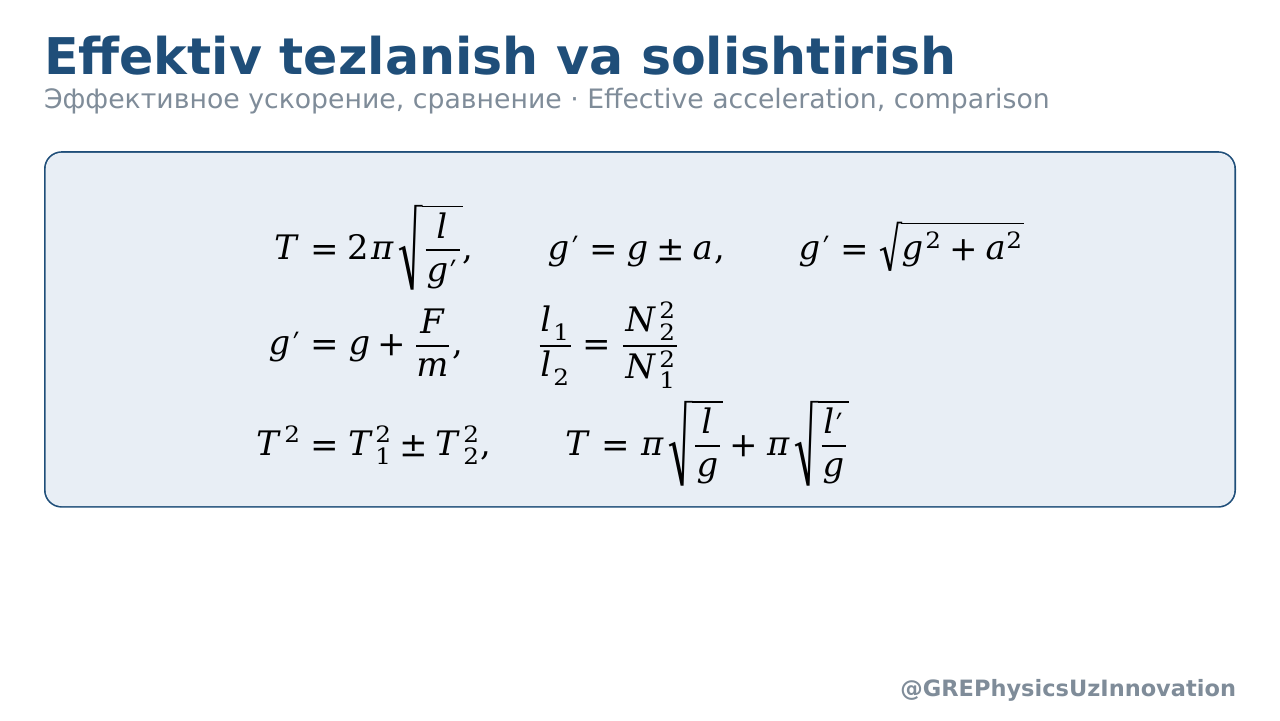 Effektiv tezlanish va solishtirish
Эффективное ускорение, сравнение · Effective acceleration, comparison
T = 2π√(l/g′), g′ = g ± a, g′ = √(g² + a²)
g′ = g + F/m, l₁/l₂ = N₂²/N₁²
T² = T₁² ± T₂², T = π√(l/g) + π√(l′/g)
@GREPhysicsUzInnovation